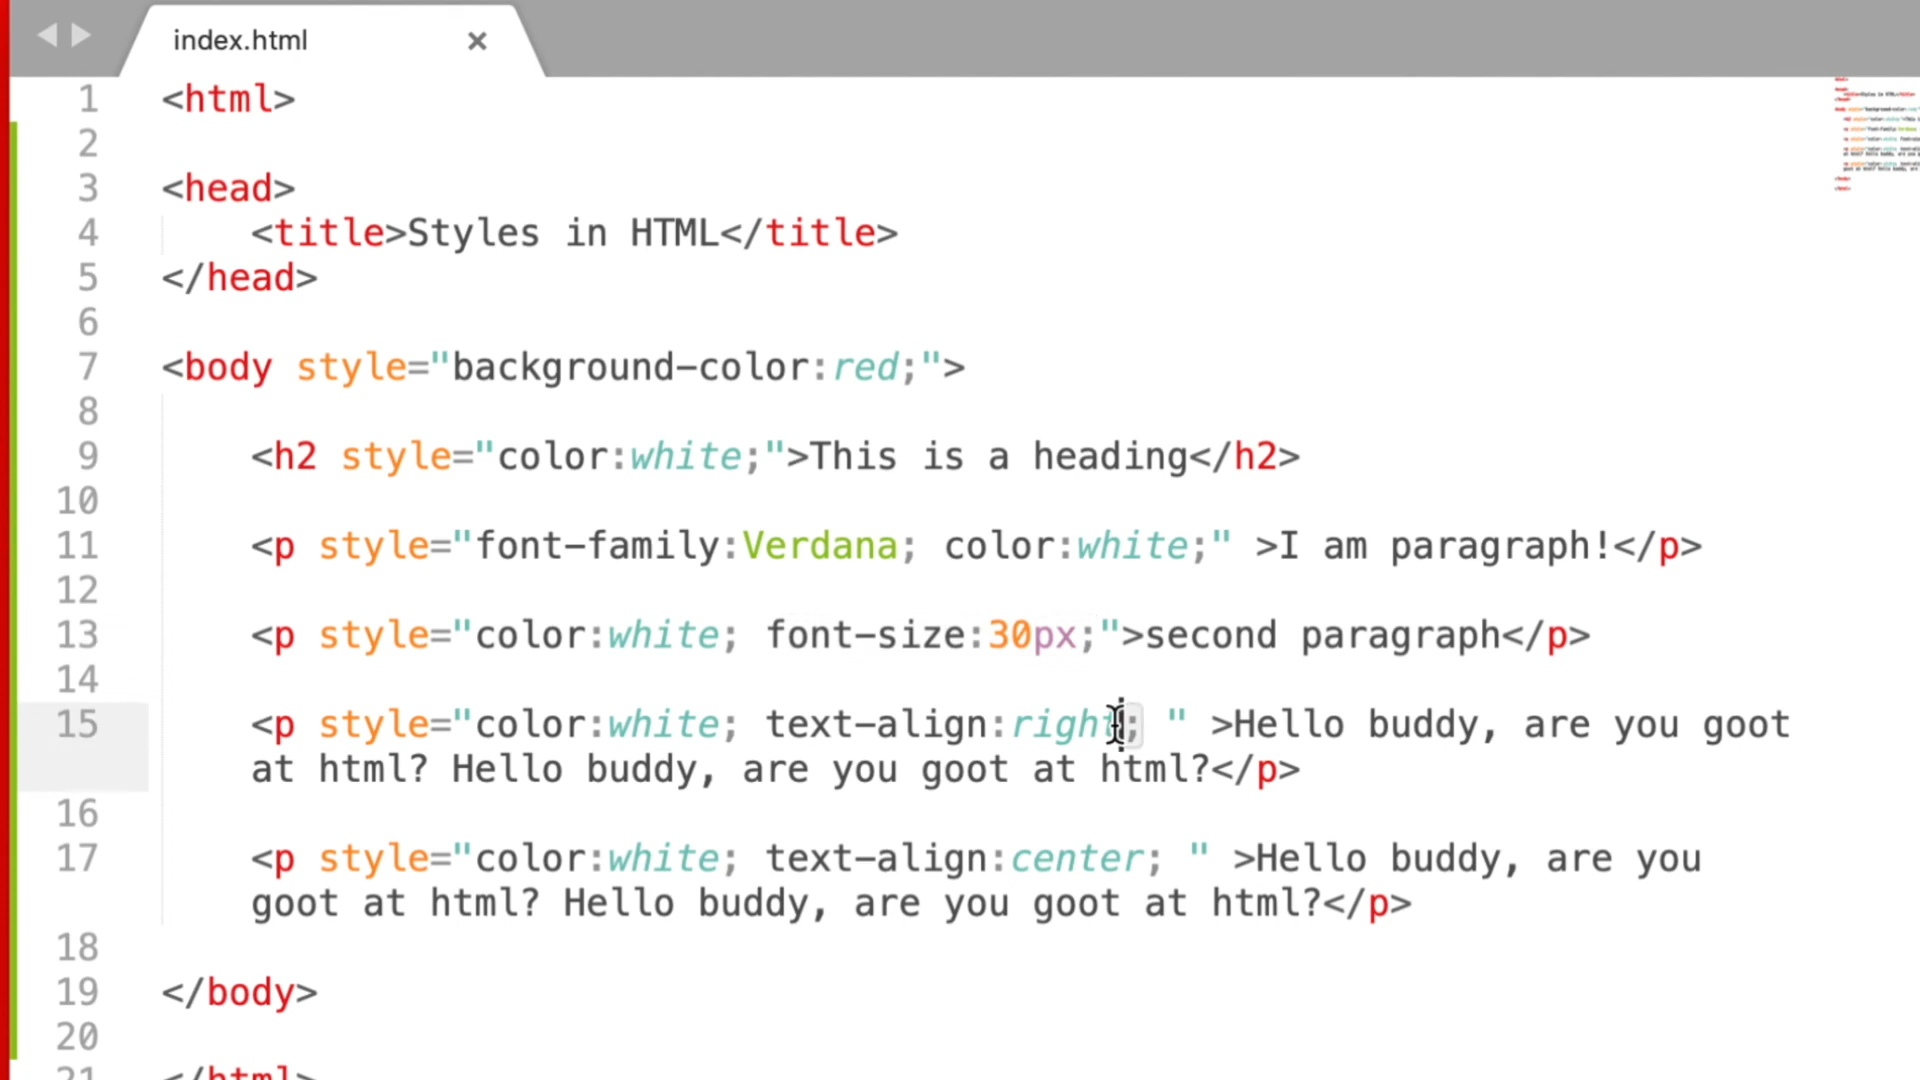 index.html
1 <html>
2
3 <head>
4 <title>Styles in HTML</title>
5 </head>
6
7 <body style="background-color:red;">
8
9 <h2 style="color:white;">This is a heading</h2>
10
11 <p style="font-family:Verdana; color:white;" >I am paragraph!</p>
12
13 <p style="color:white; font-size:30px;">second paragraph</p>
14
15 <p style="color:white; text-align:right; " >Hello buddy, are you goot
at html? Hello buddy, are you goot at html?</p>
16
17 <p style="color:white; text-align:center; " >Hello buddy, are you
goot at html? Hello buddy, are you goot at html?</p>
18
19 </body>
20
21 </html>